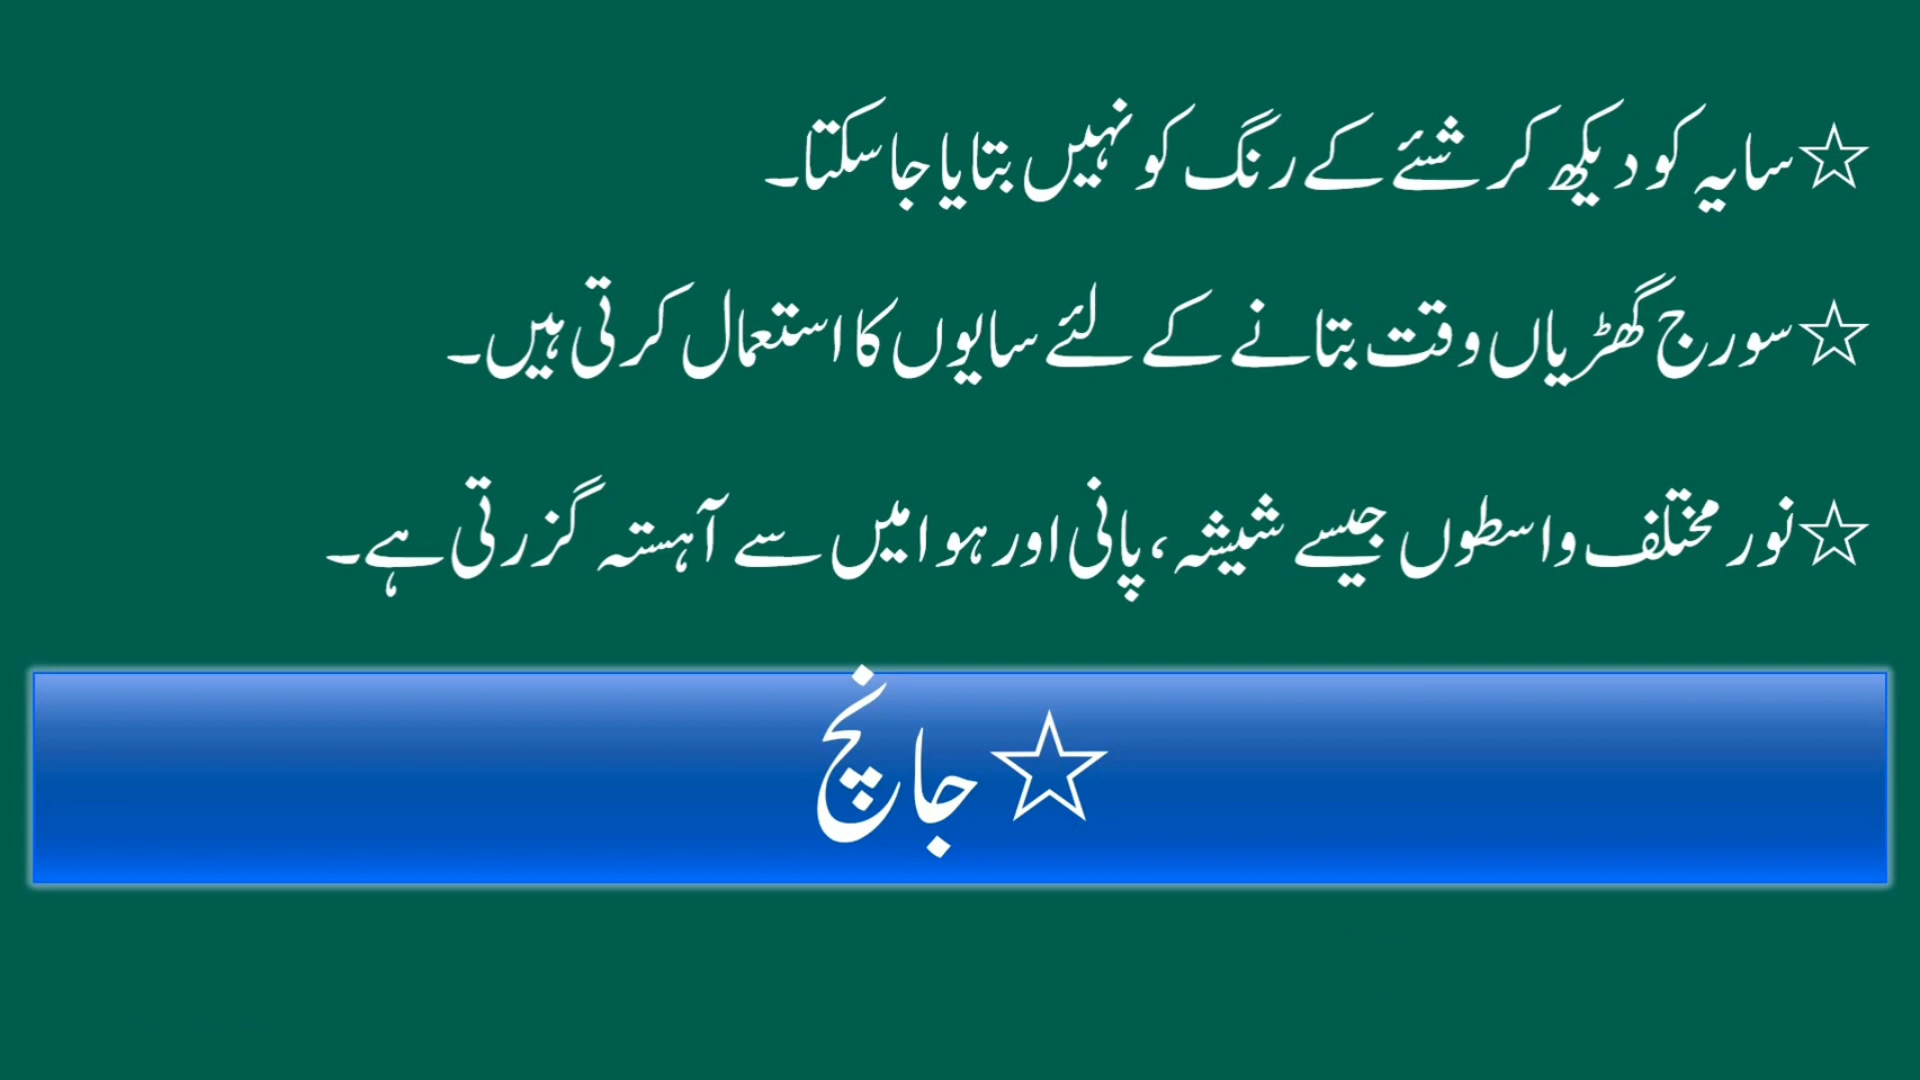 ☆سایہ کو دیکھ کر شئے کے رنگ کو نہیں بتایا جا سکتا۔
☆سورج گھڑیاں وقت بتانے کے لئے سایوں کا استعمال کرتی ہیں۔
☆نور مختلف واسطوں جیسے شیشہ، پانی اور ہوا میں سے آہستہ گزرتی ہے۔
☆جانچ